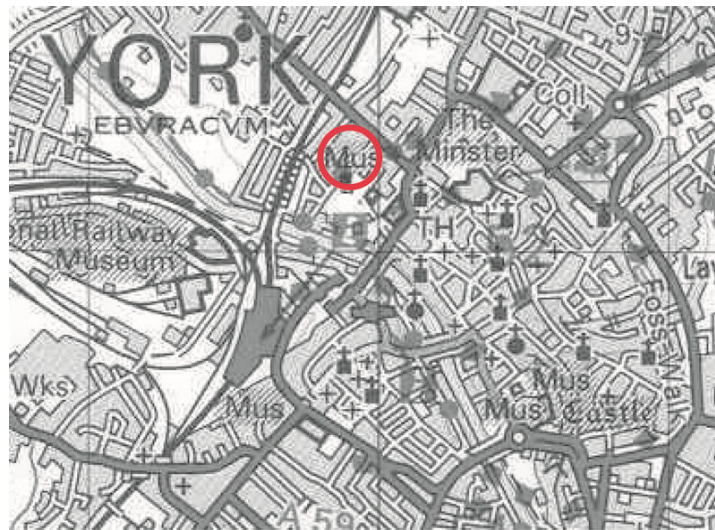 YORK
EBVRACVM
9
Coll
The
Minster
Mus
TH
onal Railway
Museum
Law
Foss Walk
Wks
Mus
Mus
Mus
Castle
A 59